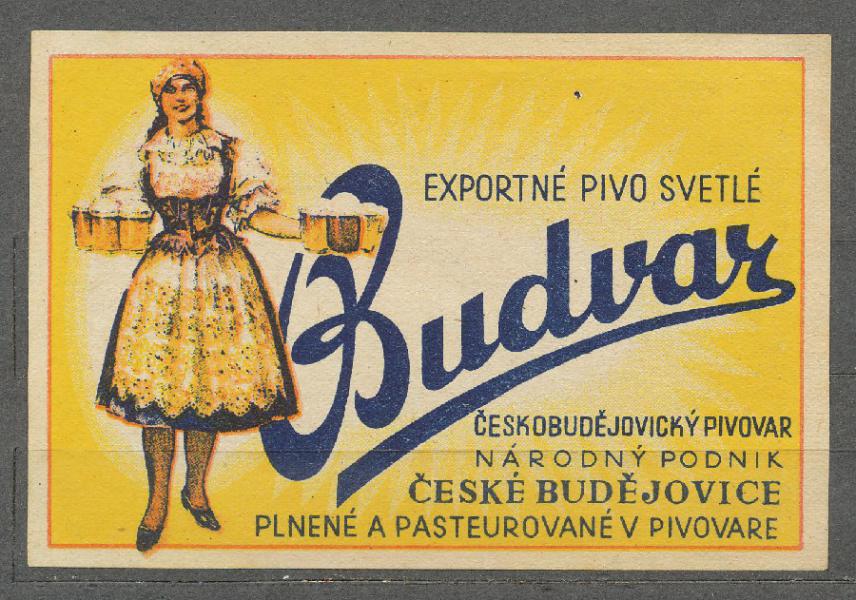 EXPORTNÉ PIVO SVETLÉ
Budvar
ČESKOBUDĚJOVICKÝ PIVOVAR
NÁRODNÝ PODNIK
ČESKÉ BUDĚJOVICE
PLNENÉ A PASTEUROVANÉ V PIVOVARE